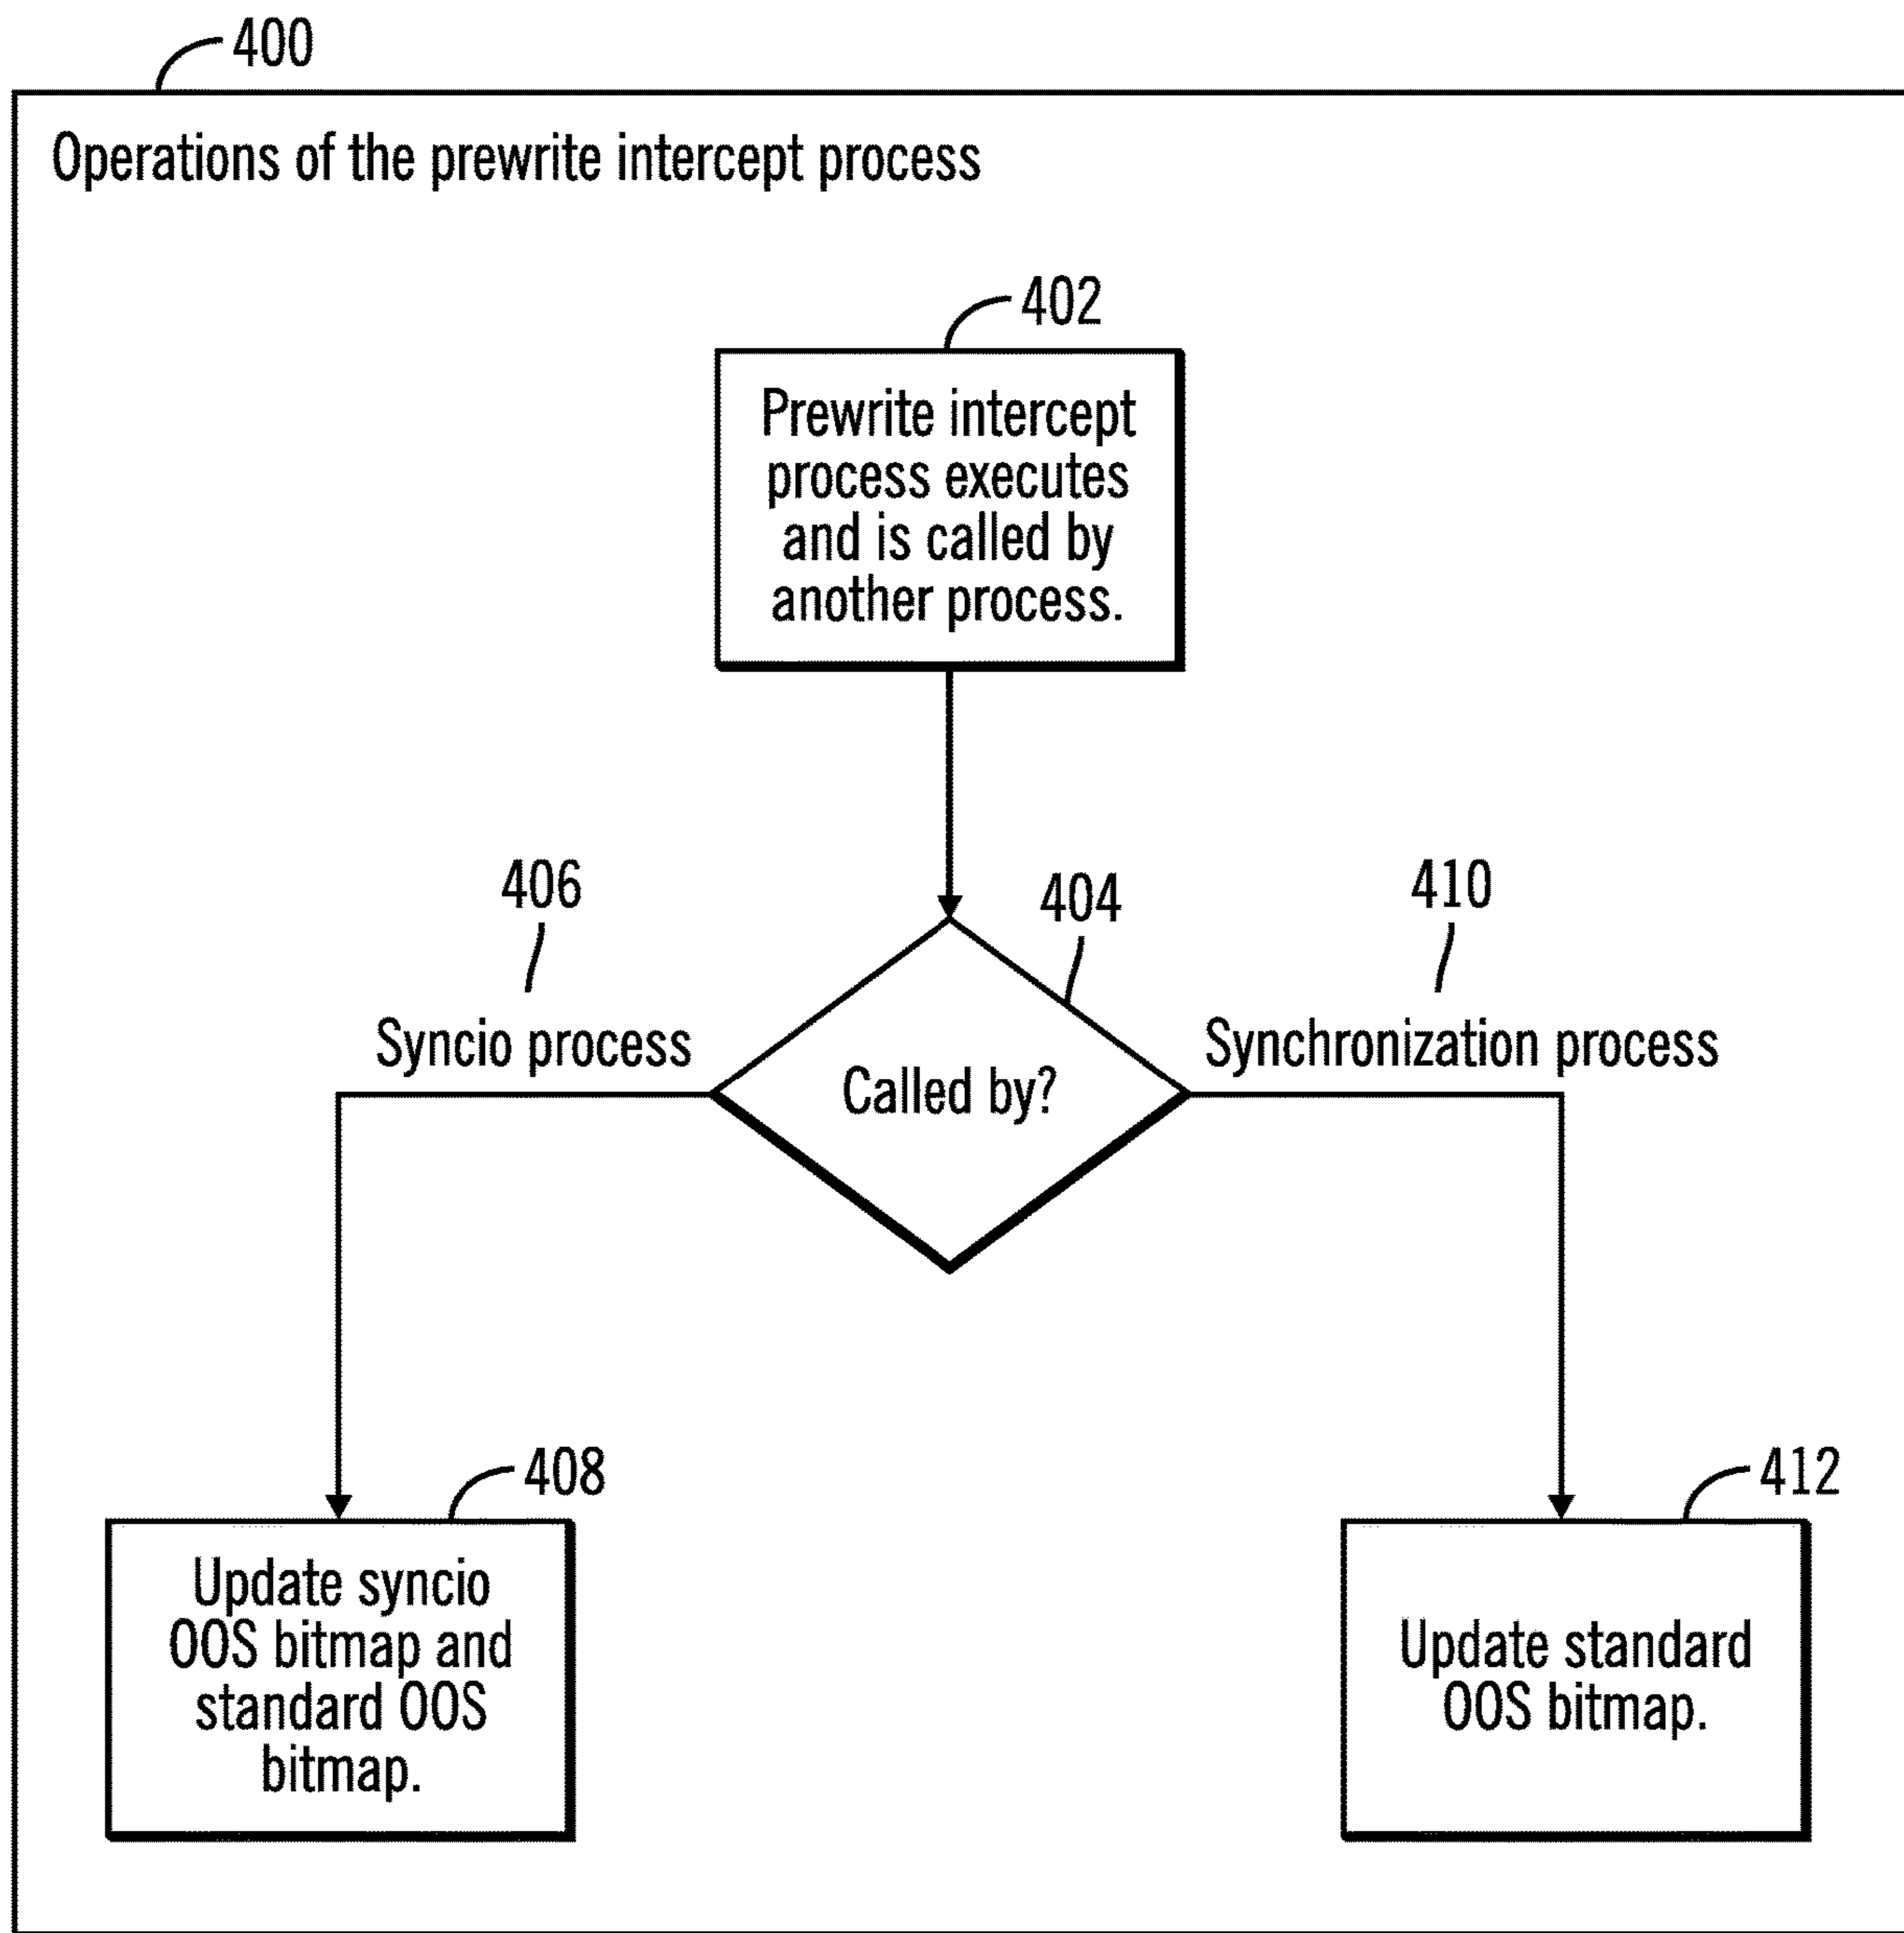 400
Operations of the prewrite intercept process
402
Prewrite intercept
process executes
and is called by
another process.
406
404
410
Syncio process
Called by?
Synchronization process
408
Update syncio
OOS bitmap and
standard OOS
bitmap.
412
Update standard
OOS bitmap.